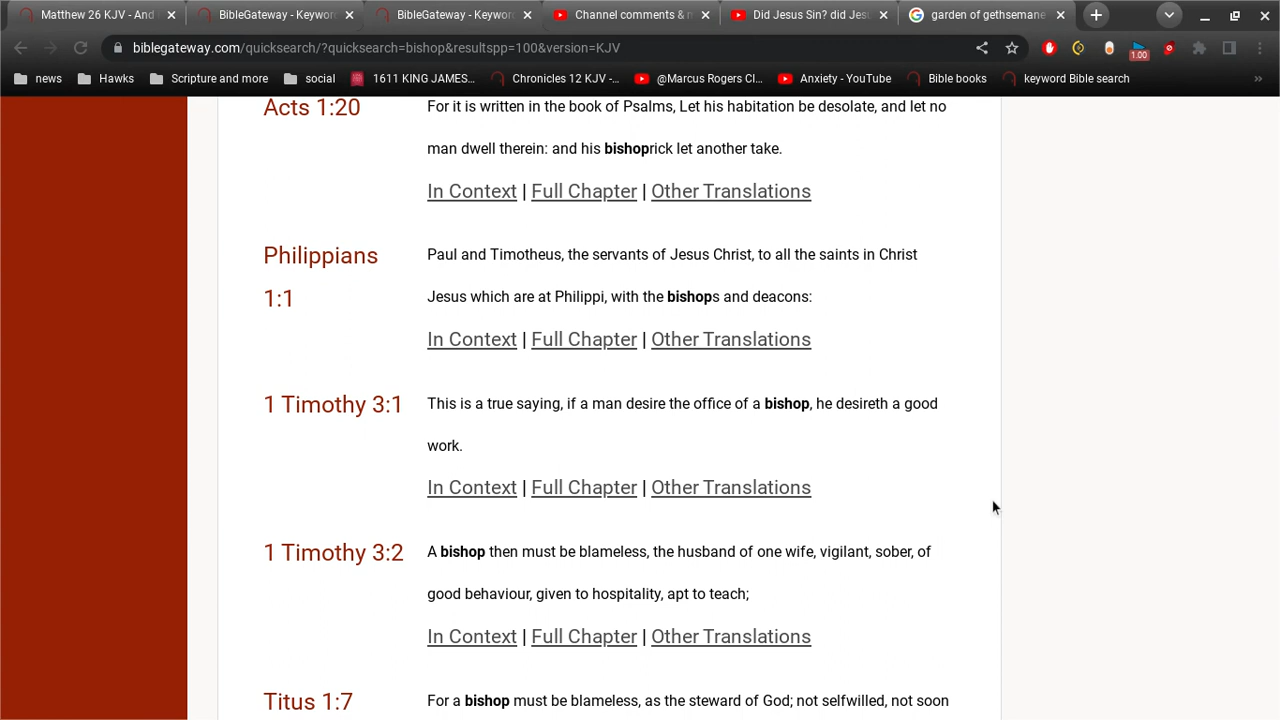 Matthew 26 KJV - And
BibleGateway - Keywor
BibleGateway - Keywor
Channel comments & m
Did Jesus Sin? did Jesu
garden of gethsemane
biblegateway.com/quicksearch/?quicksearch=bishop&resultspp=100&version=KJV
1.00
news
Hawks
Scripture and more
social
1611 KING JAMES...
Chronicles 12 KJV -...
@Marcus Rogers Cl...
Anxiety - YouTube
Bible books
keyword Bible search
»
Acts 1:20
For it is written in the book of Psalms, Let his habitation be desolate, and let no
man dwell therein: and his bishoprick let another take.
In Context | Full Chapter | Other Translations
Philippians
1:1
Paul and Timotheus, the servants of Jesus Christ, to all the saints in Christ
Jesus which are at Philippi, with the bishops and deacons:
In Context | Full Chapter | Other Translations
1 Timothy 3:1
This is a true saying, if a man desire the office of a bishop, he desireth a good
work.
In Context | Full Chapter | Other Translations
1 Timothy 3:2
A bishop then must be blameless, the husband of one wife, vigilant, sober, of
good behaviour, given to hospitality, apt to teach;
In Context | Full Chapter | Other Translations
Titus 1:7
For a bishop must be blameless, as the steward of God; not selfwilled, not soon